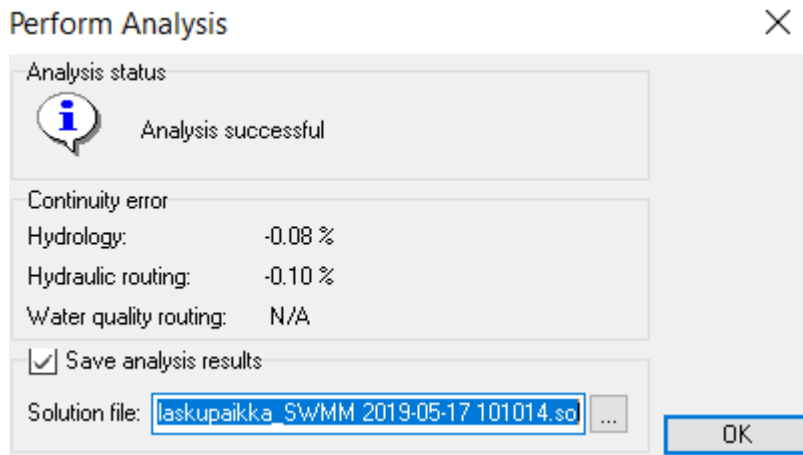 Perform Analysis
Analysis status
Analysis successful
Continuity error
Hydrology: -0.08 %
Hydraulic routing: -0.10 %
Water quality routing: N/A
Save analysis results
Solution file: laskupaikka_SWMM 2019-05-17 101014.sol ...
OK